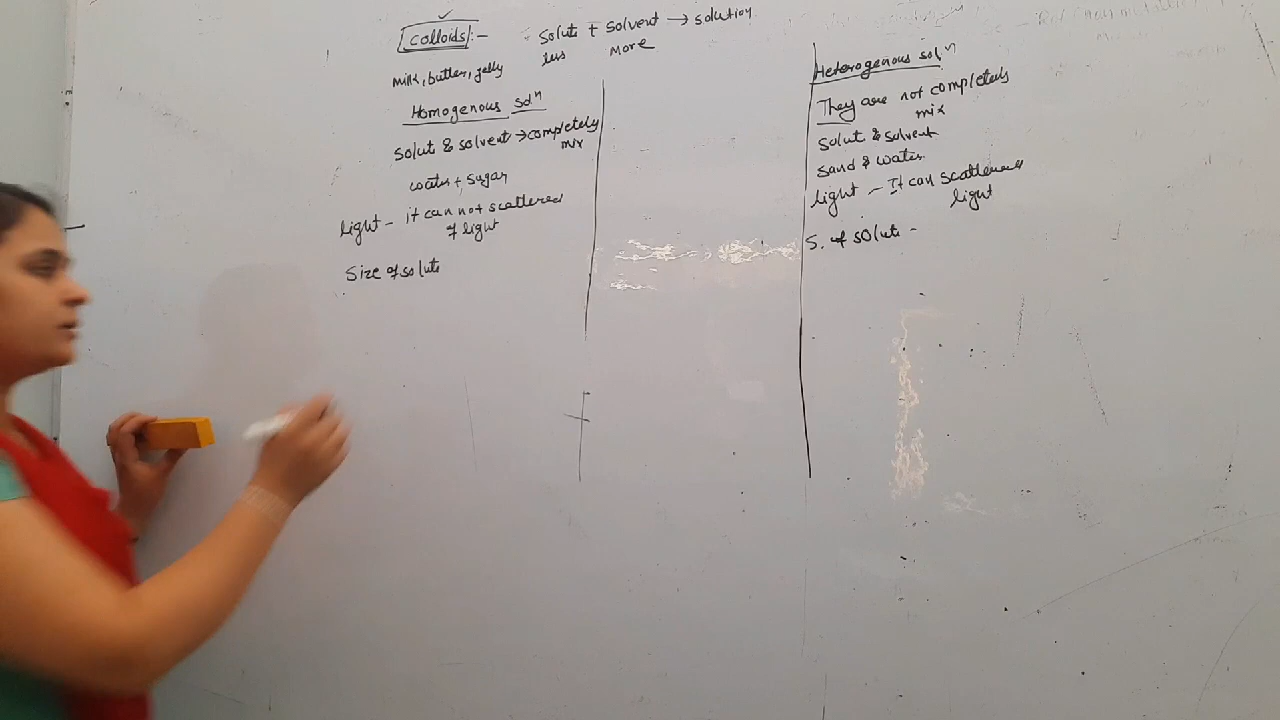 Colloids:-
Solute + solvent → solution
less more
milk, butter, jelly
Homogenous solⁿ
Solut & solvent → completely
mix
water + sugar
light - it can not scattered
of light
Size of solute
Heterogenous solⁿ
They are not completely
mix
Solut & solvent
Sand & water
light - It can scattered
light
S. of solute -